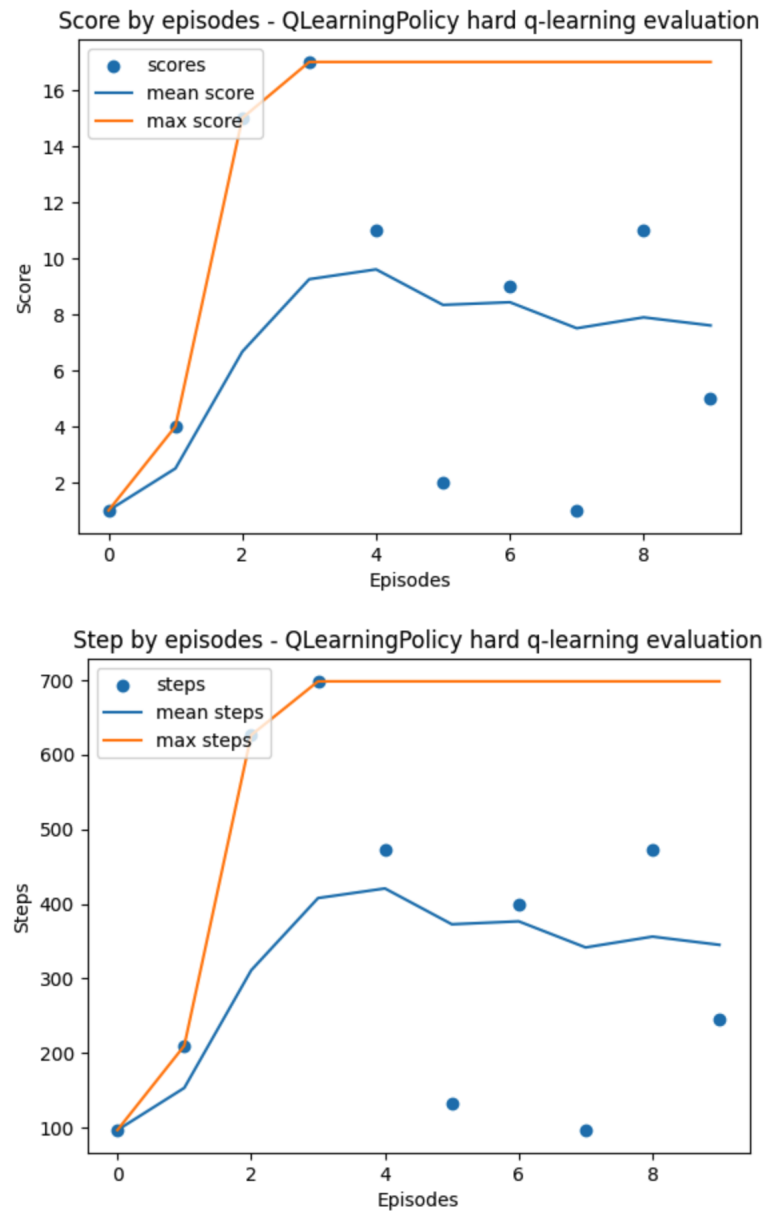 Score by episodes - QLearningPolicy hard q-learning evaluation
scores
mean score
max score
16
14
12
10
8
6
4
2
Score
0 2 4 6 8
Episodes
Step by episodes - QLearningPolicy hard q-learning evaluation
steps
mean steps
max steps
700
600
500
400
300
200
100
Steps
0 2 4 6 8
Episodes